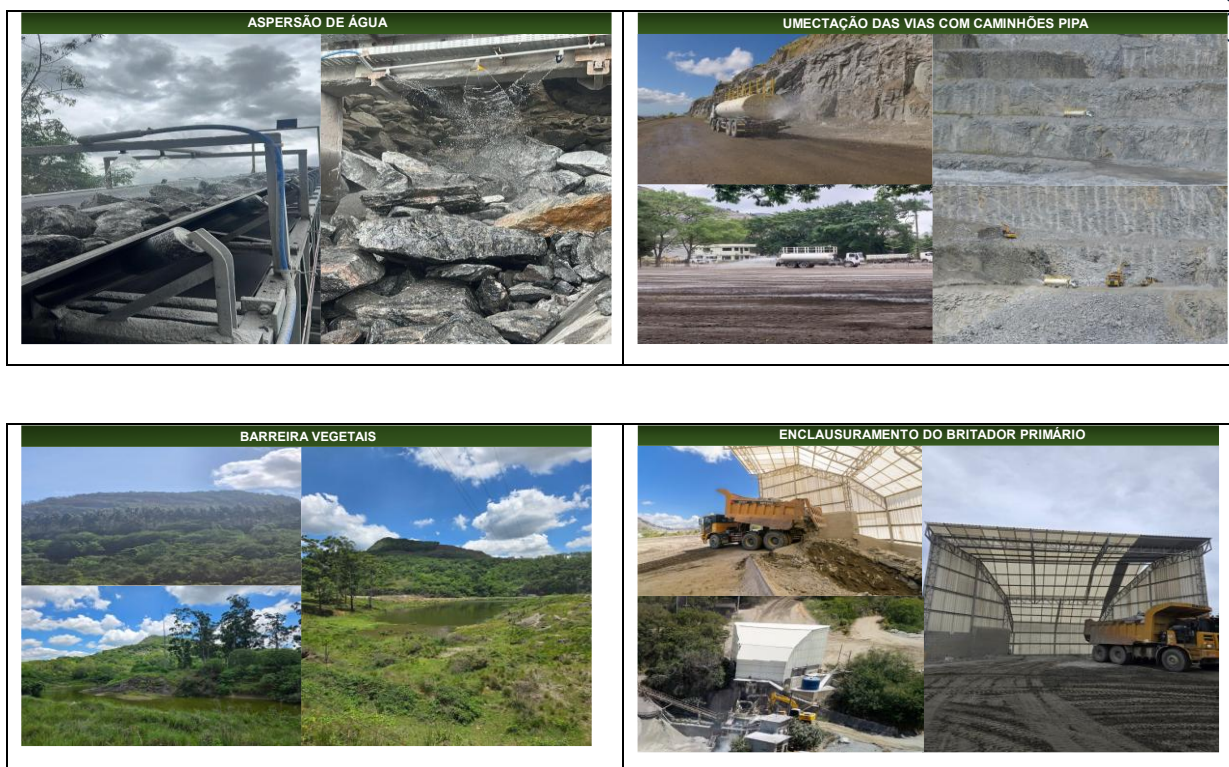 ASPERSÃO DE ÁGUA
UMECTAÇÃO DAS VIAS COM CAMINHÕES PIPA
BARREIRA VEGETAIS
ENCLAUSURAMENTO DO BRITADOR PRIMÁRIO